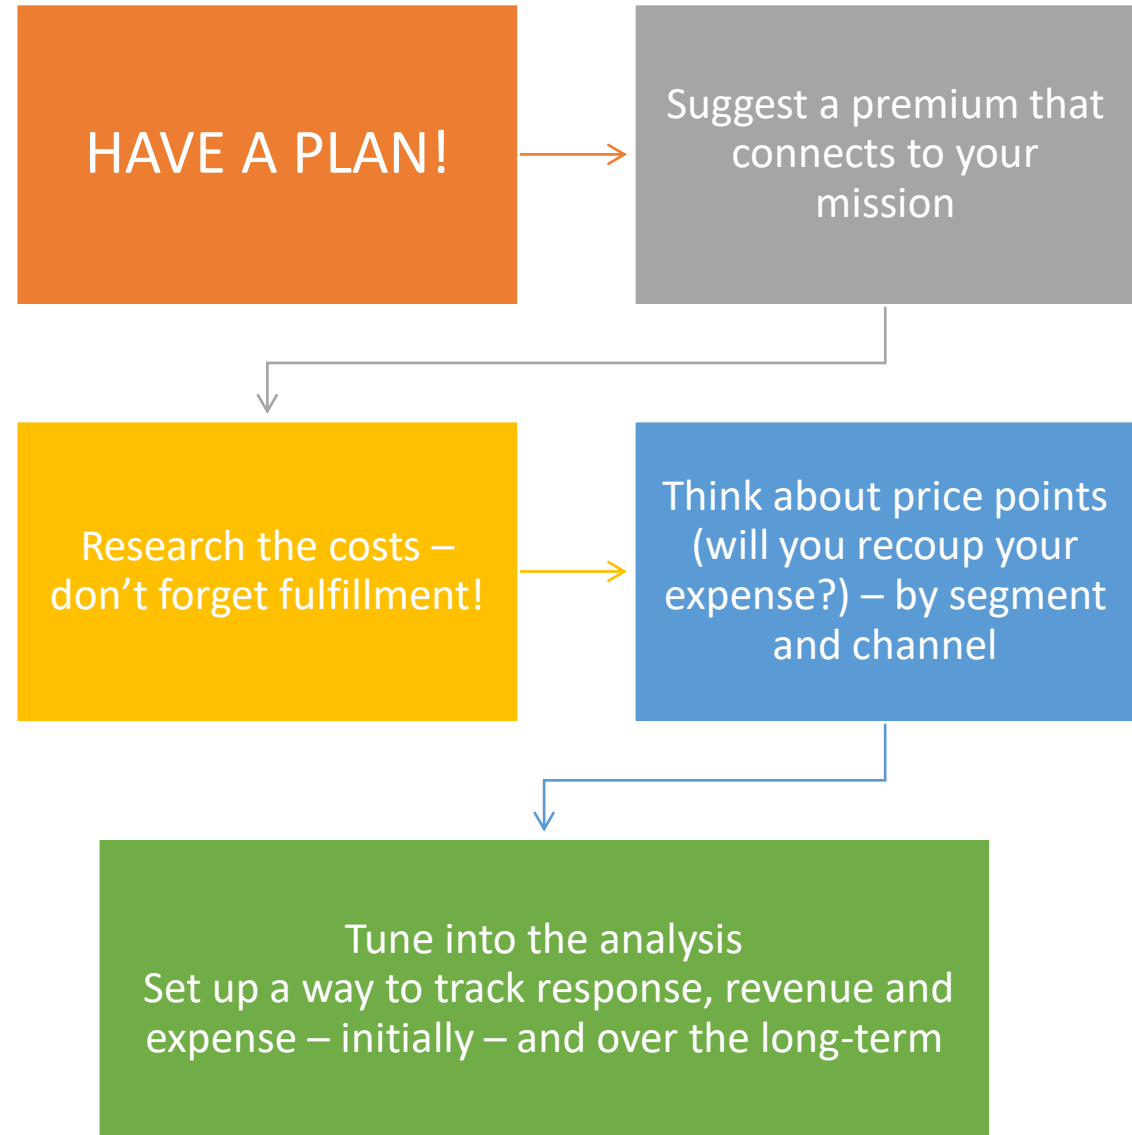 HAVE A PLAN!
Suggest a premium that
connects to your
mission
Research the costs –
don’t forget fulfillment!
Think about price points
(will you recoup your
expense?) – by segment
and channel
Tune into the analysis
Set up a way to track response, revenue and
expense – initially – and over the long-term